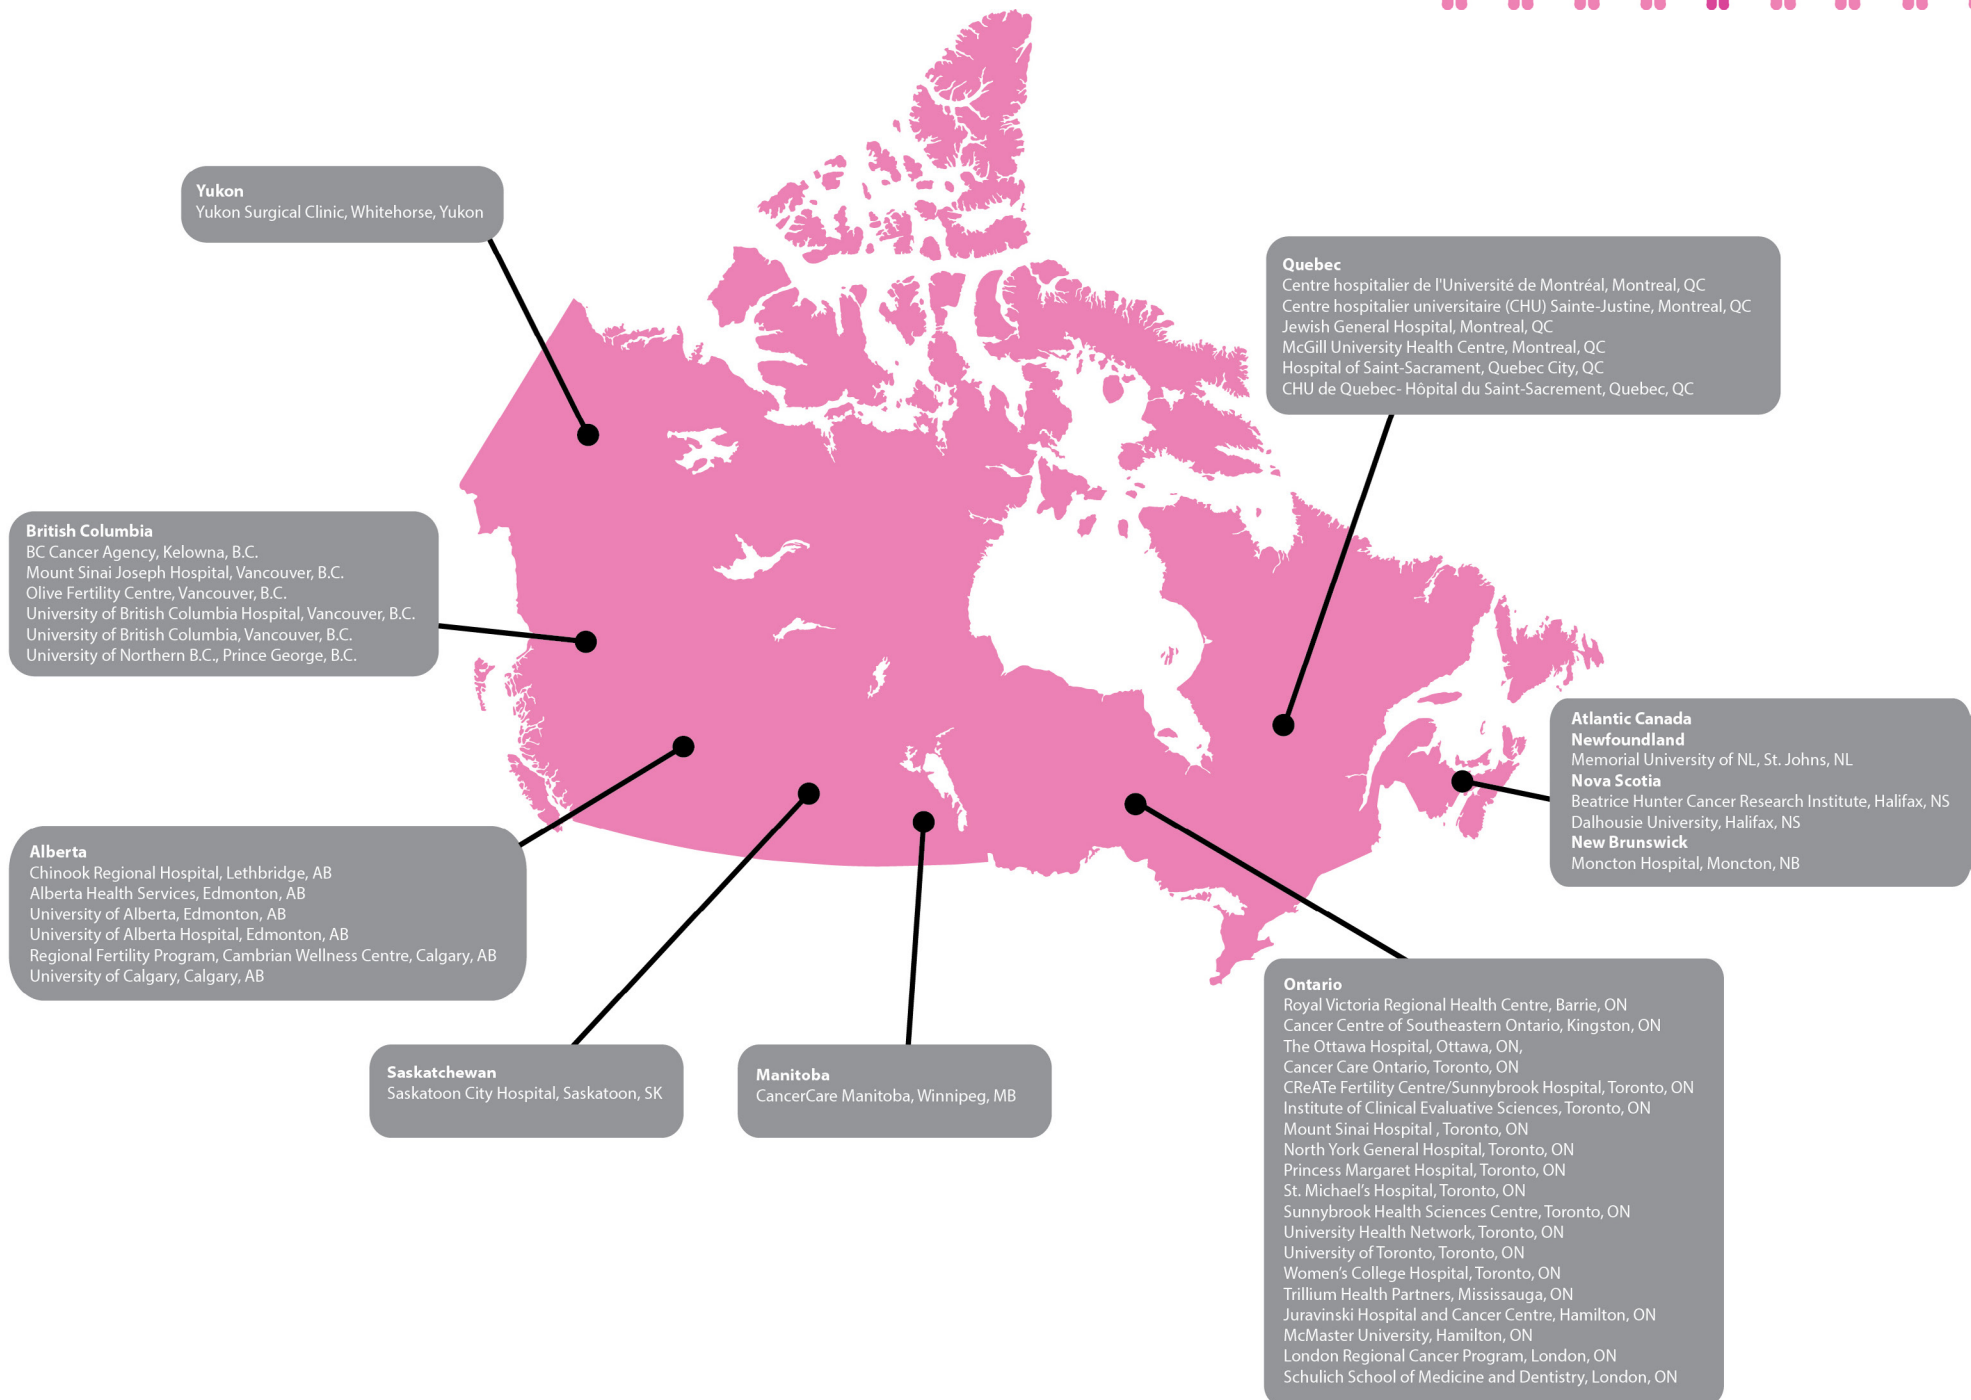 Yukon
Yukon Surgical Clinic, Whitehorse, Yukon
Quebec
Centre hospitalier de l'Université de Montréal, Montreal, QC
Centre hospitalier universitaire (CHU) Sainte-Justine, Montreal, QC
Jewish General Hospital, Montreal, QC
McGill University Health Centre, Montreal, QC
Hospital of Saint-Sacrament, Quebec City, QC
CHU de Quebec- Hôpital du Saint-Sacrement, Quebec, QC
British Columbia
BC Cancer Agency, Kelowna, B.C.
Mount Sinai Joseph Hospital, Vancouver, B.C.
Olive Fertility Centre, Vancouver, B.C.
University of British Columbia Hospital, Vancouver, B.C.
University of British Columbia, Vancouver, B.C.
University of Northern B.C., Prince George, B.C.
Atlantic Canada
Newfoundland
Memorial University of NL, St. Johns, NL
Nova Scotia
Beatrice Hunter Cancer Research Institute, Halifax, NS
Dalhousie University, Halifax, NS
New Brunswick
Moncton Hospital, Moncton, NB
Alberta
Chinook Regional Hospital, Lethbridge, AB
Alberta Health Services, Edmonton, AB
University of Alberta, Edmonton, AB
University of Alberta Hospital, Edmonton, AB
Regional Fertility Program, Cambrian Wellness Centre, Calgary, AB
University of Calgary, Calgary, AB
Saskatchewan
Saskatoon City Hospital, Saskatoon, SK
Manitoba
CancerCare Manitoba, Winnipeg, MB
Ontario
Royal Victoria Regional Health Centre, Barrie, ON
Cancer Centre of Southeastern Ontario, Kingston, ON
The Ottawa Hospital, Ottawa, ON,
Cancer Care Ontario, Toronto, ON
CReATe Fertility Centre/Sunnybrook Hospital, Toronto, ON
Institute of Clinical Evaluative Sciences, Toronto, ON
Mount Sinai Hospital , Toronto, ON
North York General Hospital, Toronto, ON
Princess Margaret Hospital, Toronto, ON
St. Michael's Hospital, Toronto, ON
Sunnybrook Health Sciences Centre, Toronto, ON
University Health Network, Toronto, ON
University of Toronto, Toronto, ON
Women's College Hospital, Toronto, ON
Trillium Health Partners, Mississauga, ON
Juravinski Hospital and Cancer Centre, Hamilton, ON
McMaster University, Hamilton, ON
London Regional Cancer Program, London, ON
Schulich School of Medicine and Dentistry, London, ON